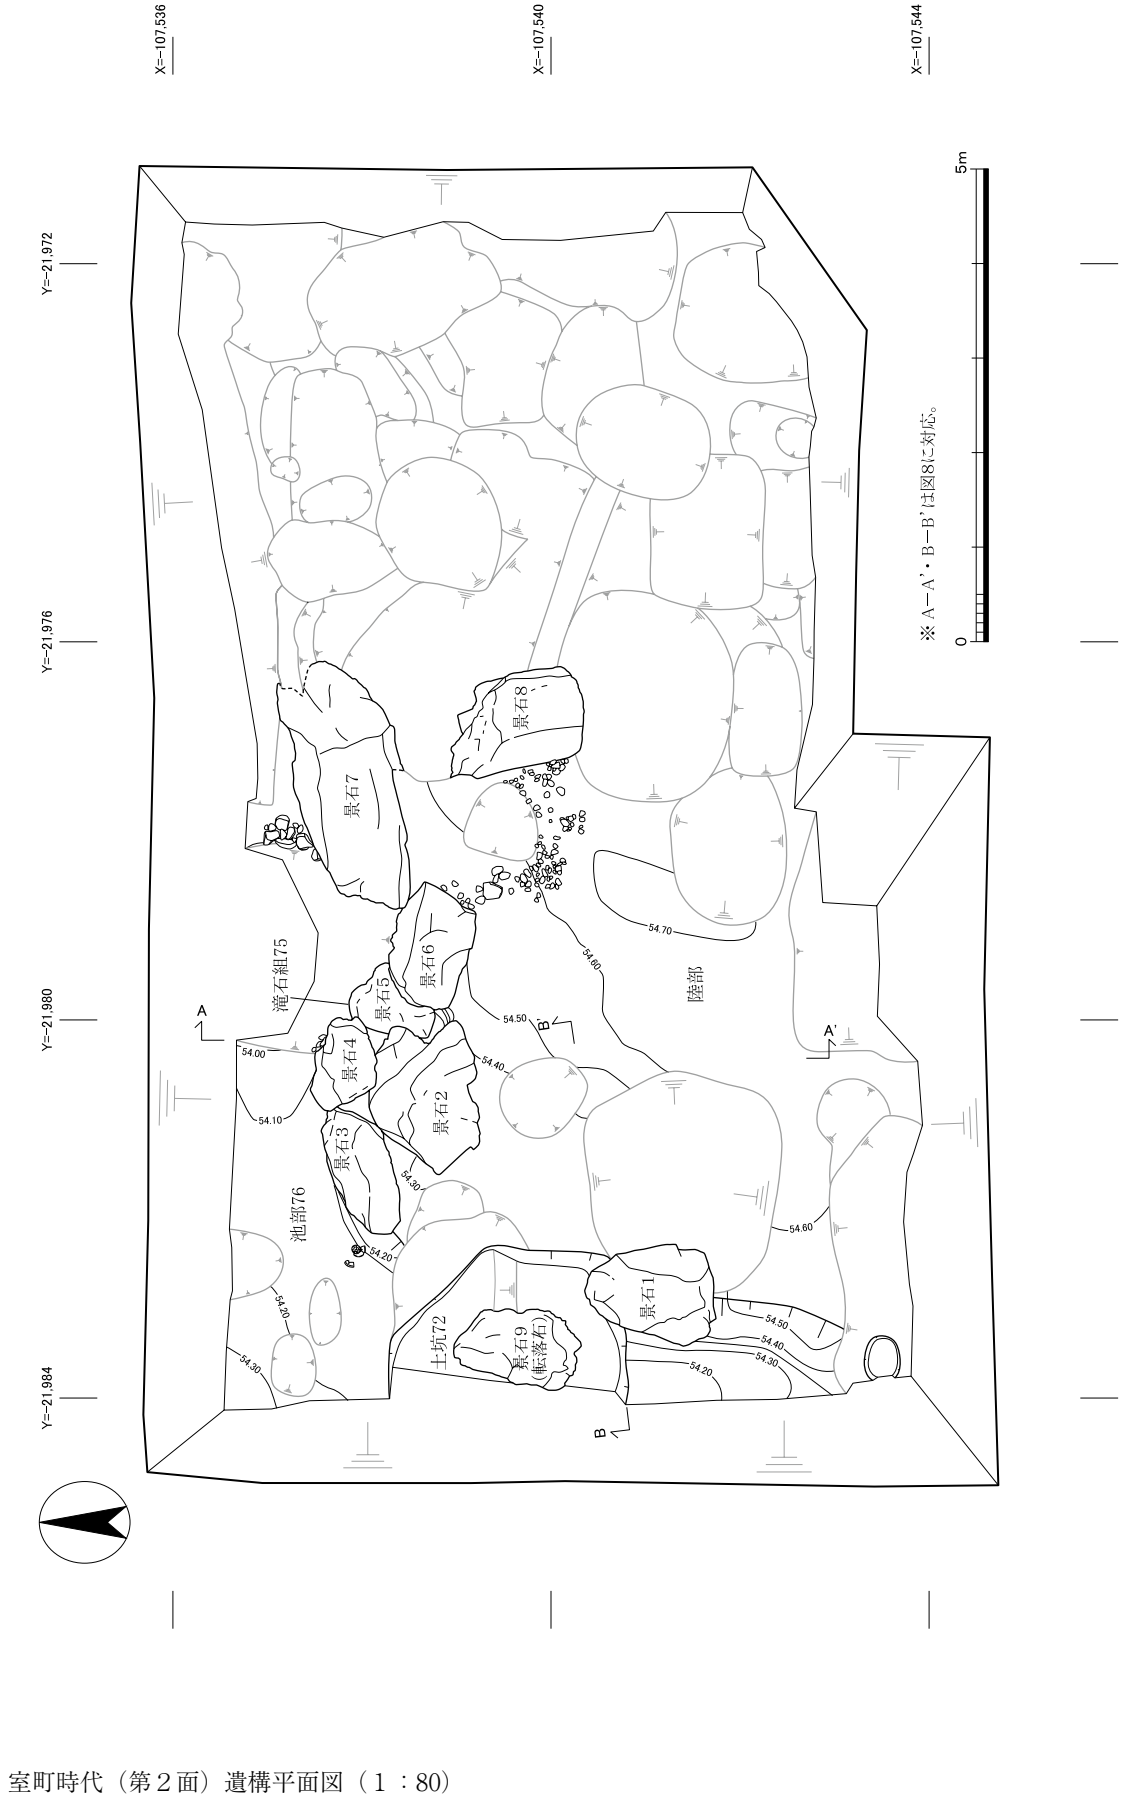 X=-107,536
X=-107,540
X=-107,544
Y=-21,972
Y=-21,976
Y=-21,980
Y=-21,984
5m
0
※ A－A'・B－B'は図8に対応。
景石8
景石7
景石6
景石5
景石4
景石3
景石2
景石1
景石9
(転落石)
滝石組75
池部76
陸部
土坑72
A
A'
B
B'
54.70
54.60
54.50
54.40
54.00
54.10
54.30
54.20
54.60
54.20
54.30
54.50
54.40
54.30
54.20
室町時代（第２面）遺構平面図（１：80）